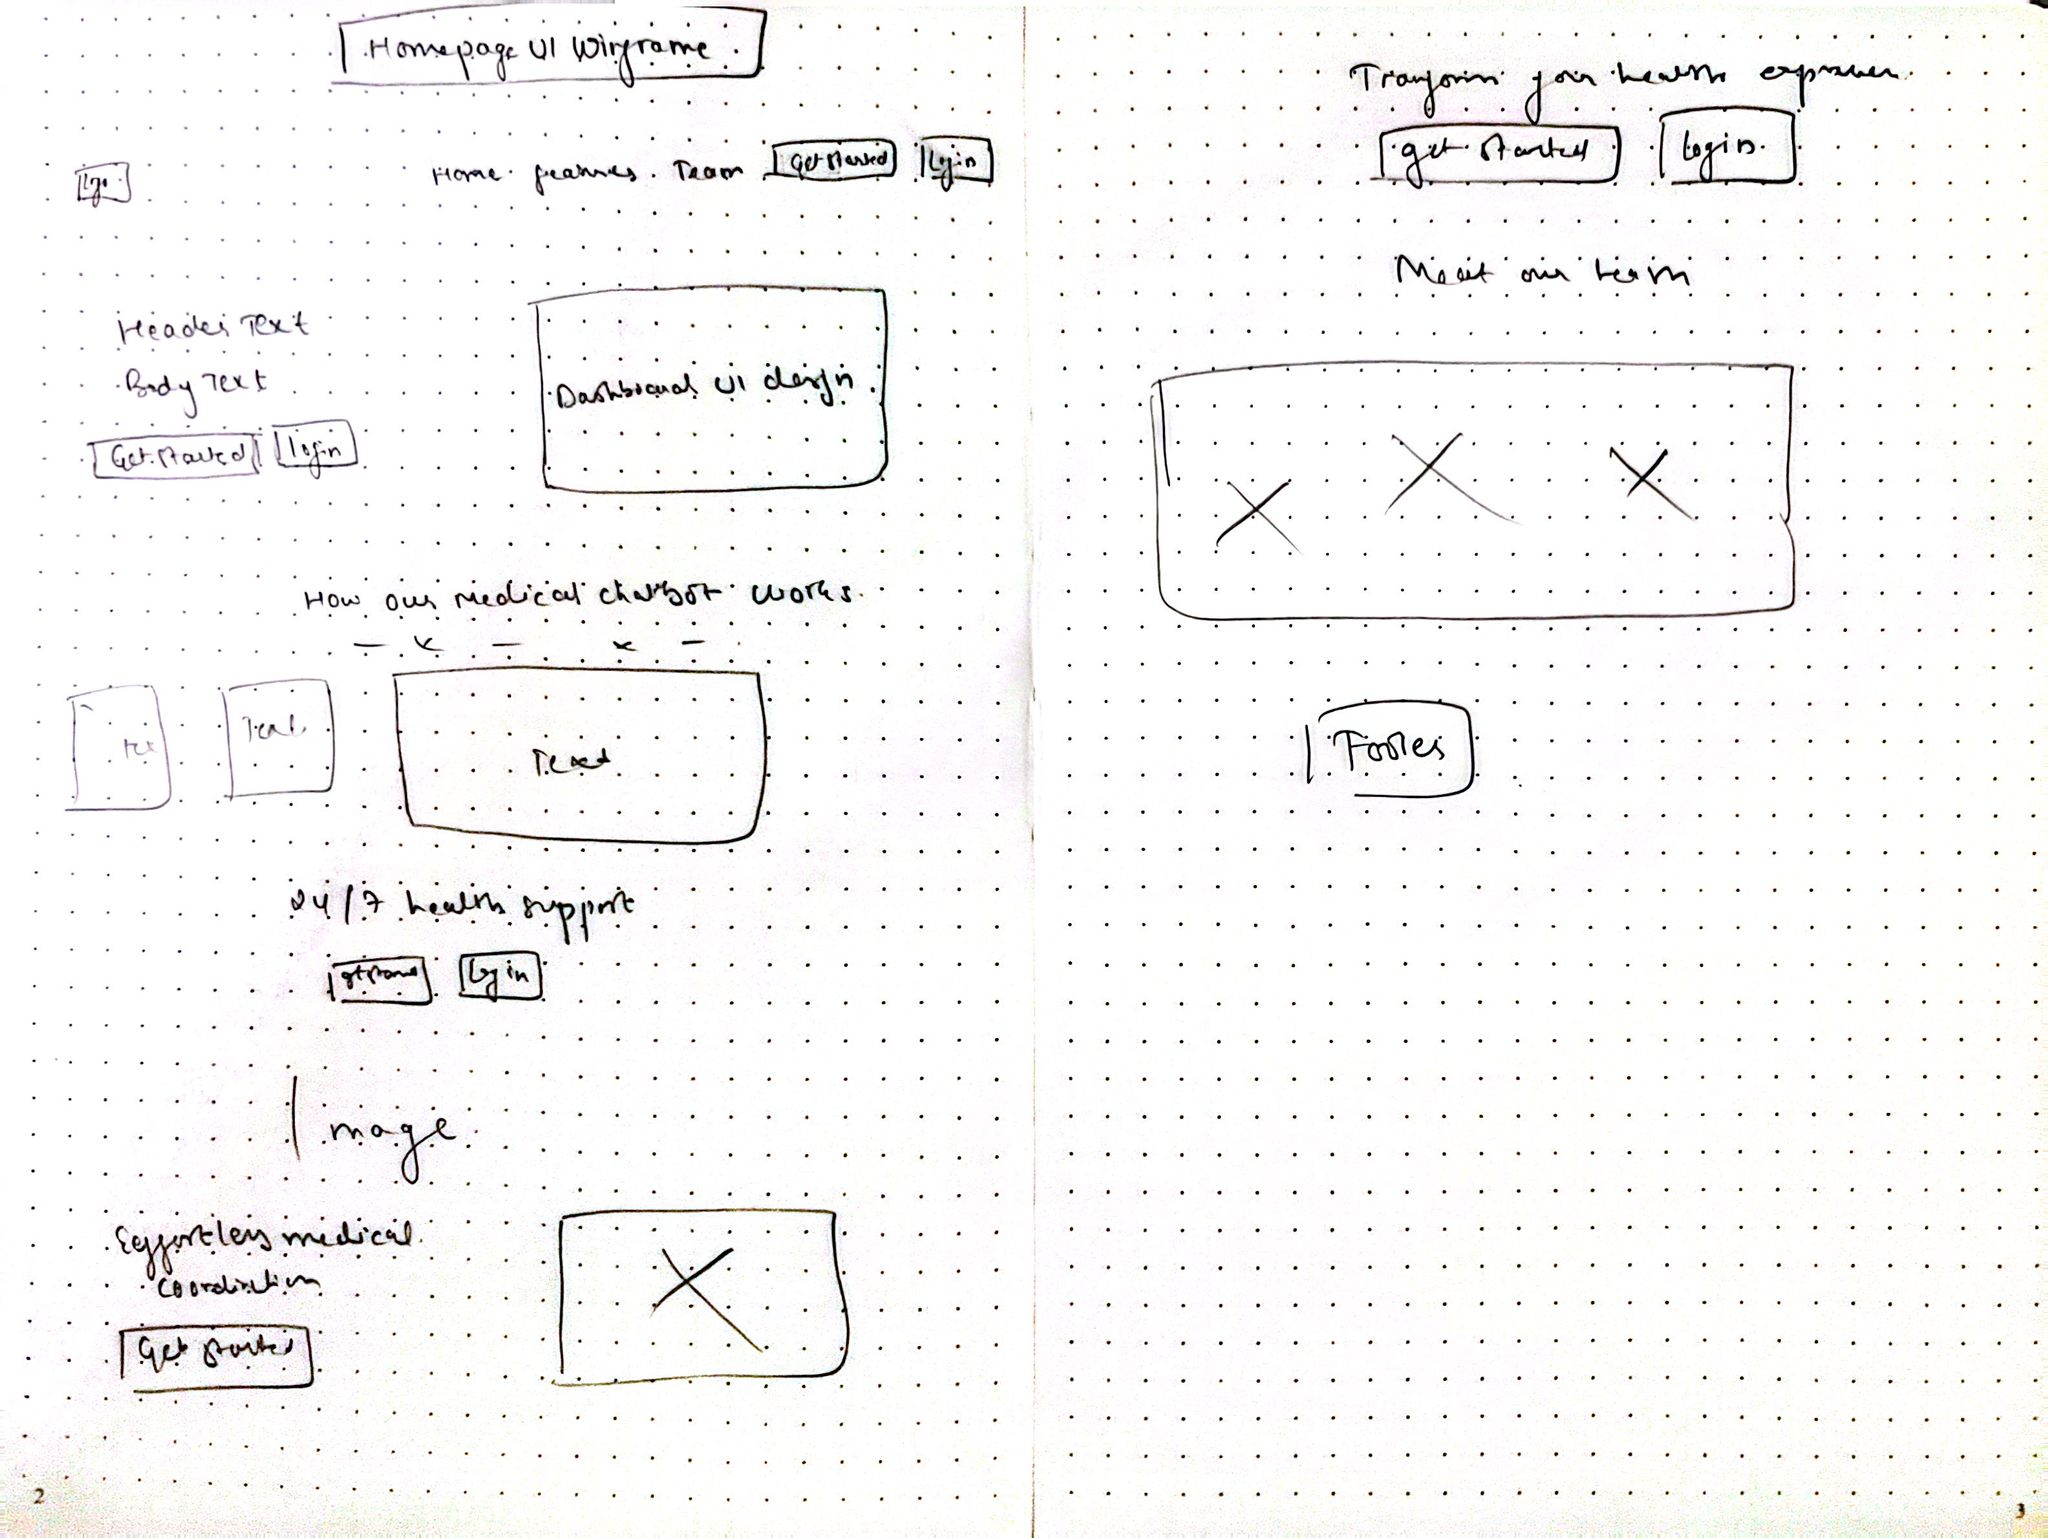 Homepage UI Wirframe
Logo
Home features Team Get started Login
Header Text
Body Text
Get started Login
Dashboard UI design
How our medical chatbot works
Tex
Text
Text
24/7 health support
get started Login
Image
Effortless medical
coordination
Get started
2
Transform your health experience
get started Login
Meet our team
Footer
3